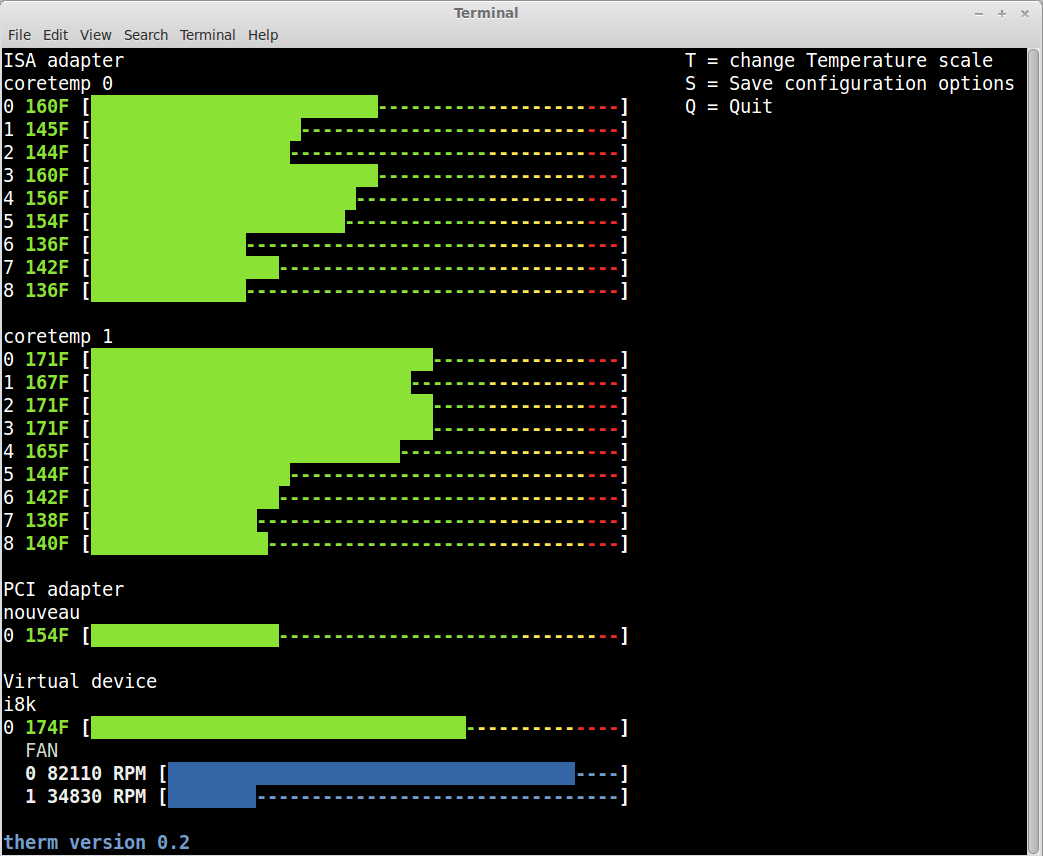 Terminal
File Edit View Search Terminal Help
ISA adapter T = change Temperature scale
coretemp 0 S = Save configuration options
0 160F [--------------------------] Q = Quit
1 145F [-----------------------------]
2 144F [------------------------------]
3 160F [----------------------]
4 156F [------------------------]
5 154F [-------------------------]
6 136F [----------------------------------]
7 142F [-------------------------------]
8 136F [----------------------------------]
coretemp 1
0 171F [-----------------]
1 167F [-------------------]
2 171F [-----------------]
3 171F [-----------------]
4 165F [--------------------]
5 144F [------------------------------]
6 142F [-------------------------------]
7 138F [---------------------------------]
8 140F [--------------------------------]
PCI adapter
nouveau
0 154F [-------------------------------]
Virtual device
i8k
0 174F [--------------]
FAN
0 82110 RPM [----]
1 34830 RPM [---------------------------------]
therm version 0.2